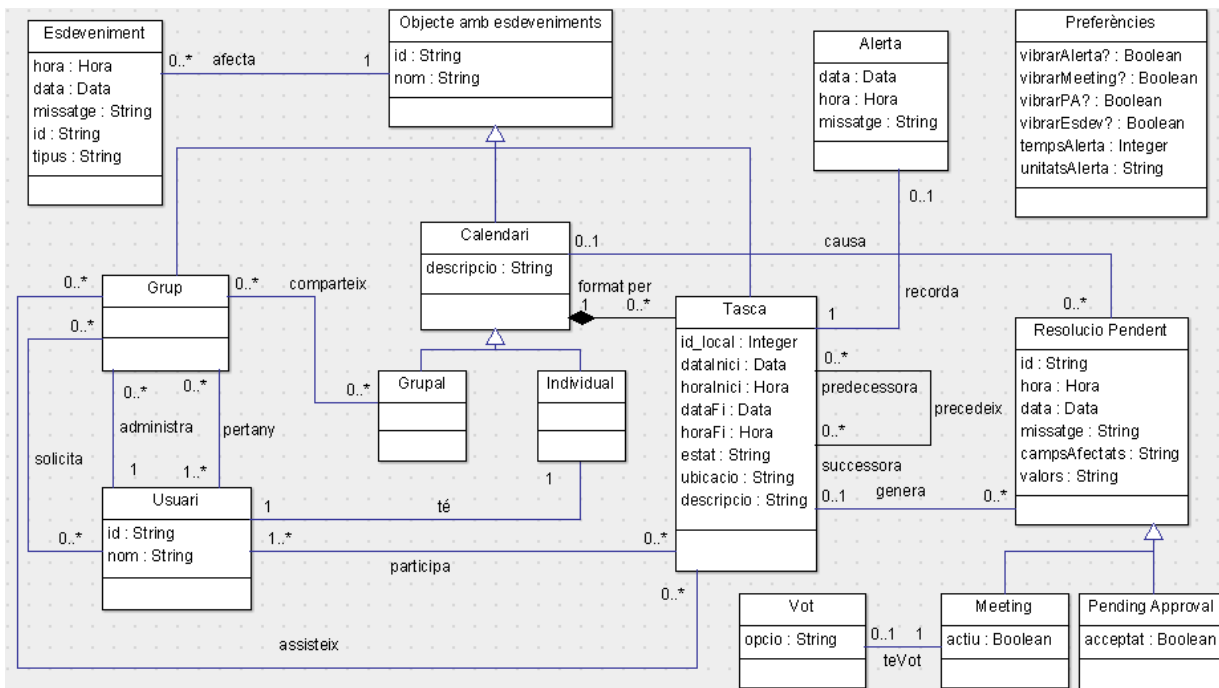 Esdeveniment
hora : Hora
data : Data
missatge : String
id : String
tipus : String
0..*
afecta
1
Objecte amb esdeveniments
id : String
nom : String
Alerta
data : Data
hora : Hora
missatge : String
0..1
Preferències
vibrarAlerta? : Boolean
vibrarMeeting? : Boolean
vibrarPA? : Boolean
vibrarEsdev? : Boolean
tempsAlerta : Integer
unitatsAlerta : String
Calendari
descripcio : String
0..1
causa
0..*
format per
1
0..*
recorda
1
0..*
Grup
0..*
comparteix
0..*
0..*
Grupal
Individual
Tasca
id_local : Integer
dataInici : Data
horaInici : Hora
dataFi : Data
horaFi : Hora
estat : String
ubicacio : String
descripcio : String
0..*
predecessora
precedeix
0..*
successora
0..1
genera
0..*
Resolucio Pendent
id : String
hora : Hora
data : Data
missatge : String
campsAfectats : String
valors : String
0..*
0..*
administra
pertany
solicita
1
1..*
Usuari
id : String
nom : String
0..*
1
té
1
1..*
participa
0..*
0..*
assisteix
Vot
opcio : String
0..1
1
teVot
Meeting
actiu : Boolean
Pending Approval
acceptat : Boolean